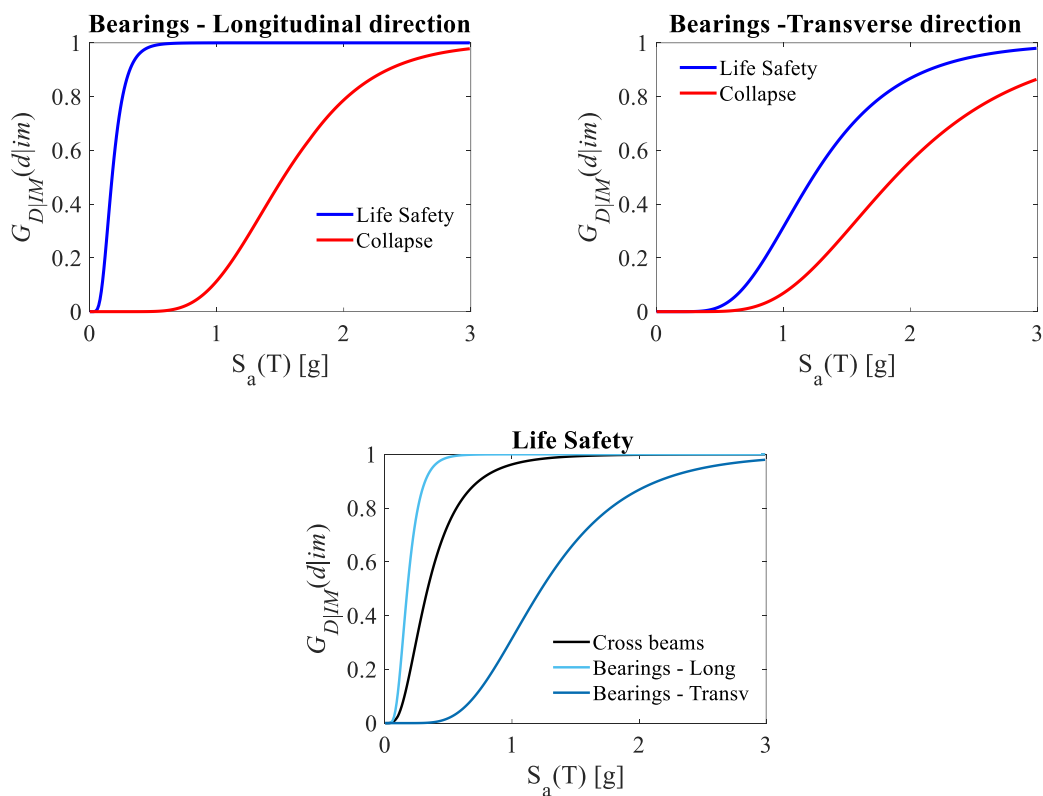 Bearings - Longitudinal direction
1
0.8
0.6
0.4
0.2
0
G_{D|IM}(d|im)
Life Safety
Collapse
0 1 2 3
S_a(T) [g]
Bearings -Transverse direction
1
0.8
0.6
0.4
0.2
0
G_{D|IM}(d|im)
Life Safety
Collapse
0 1 2 3
S_a(T) [g]
Life Safety
1
0.8
0.6
0.4
0.2
0
G_{D|IM}(d|im)
Cross beams
Bearings - Long
Bearings - Transv
0 1 2 3
S_a(T) [g]